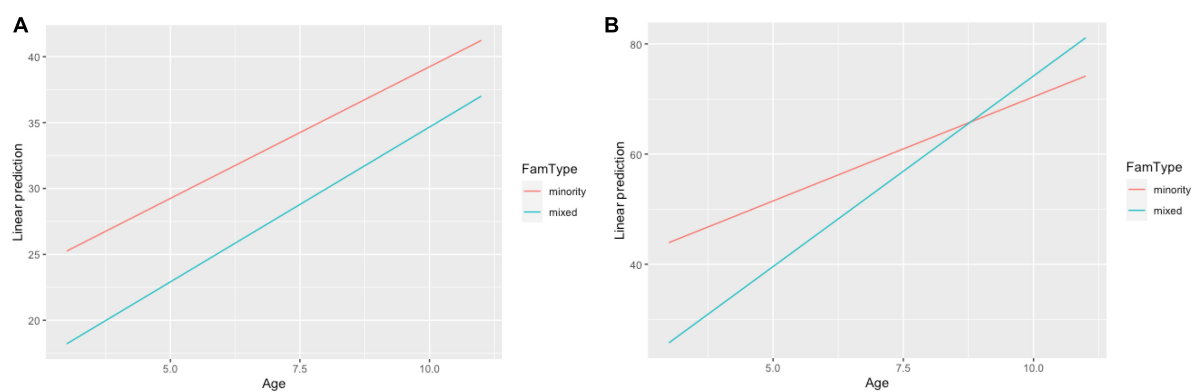 A
Linear prediction
40
35
30
25
20
5.0 7.5 10.0
Age
FamType
minority
mixed
B
Linear prediction
80
60
40
5.0 7.5 10.0
Age
FamType
minority
mixed